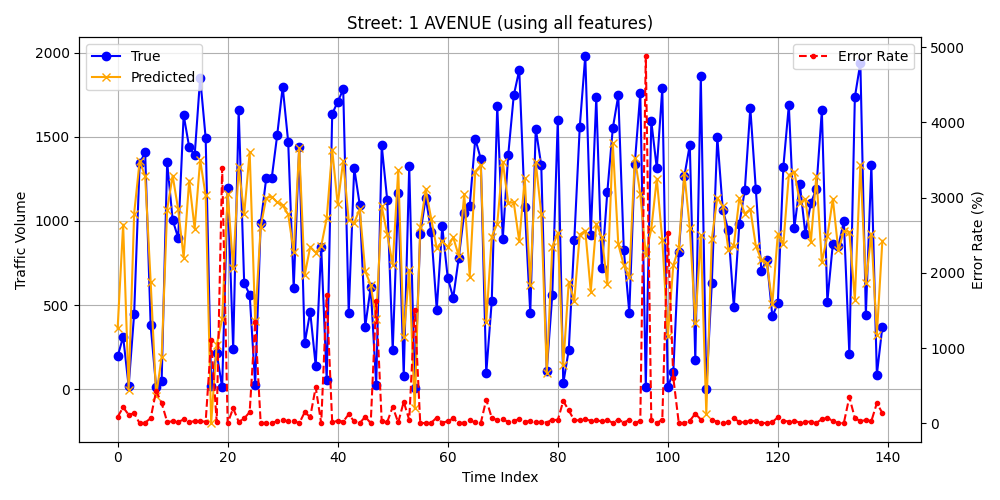 Street: 1 AVENUE (using all features)
True
Predicted
Error Rate
Traffic Volume
2000
1500
1000
500
0
Error Rate (%)
5000
4000
3000
2000
1000
0
0 20 40 60 80 100 120 140
Time Index